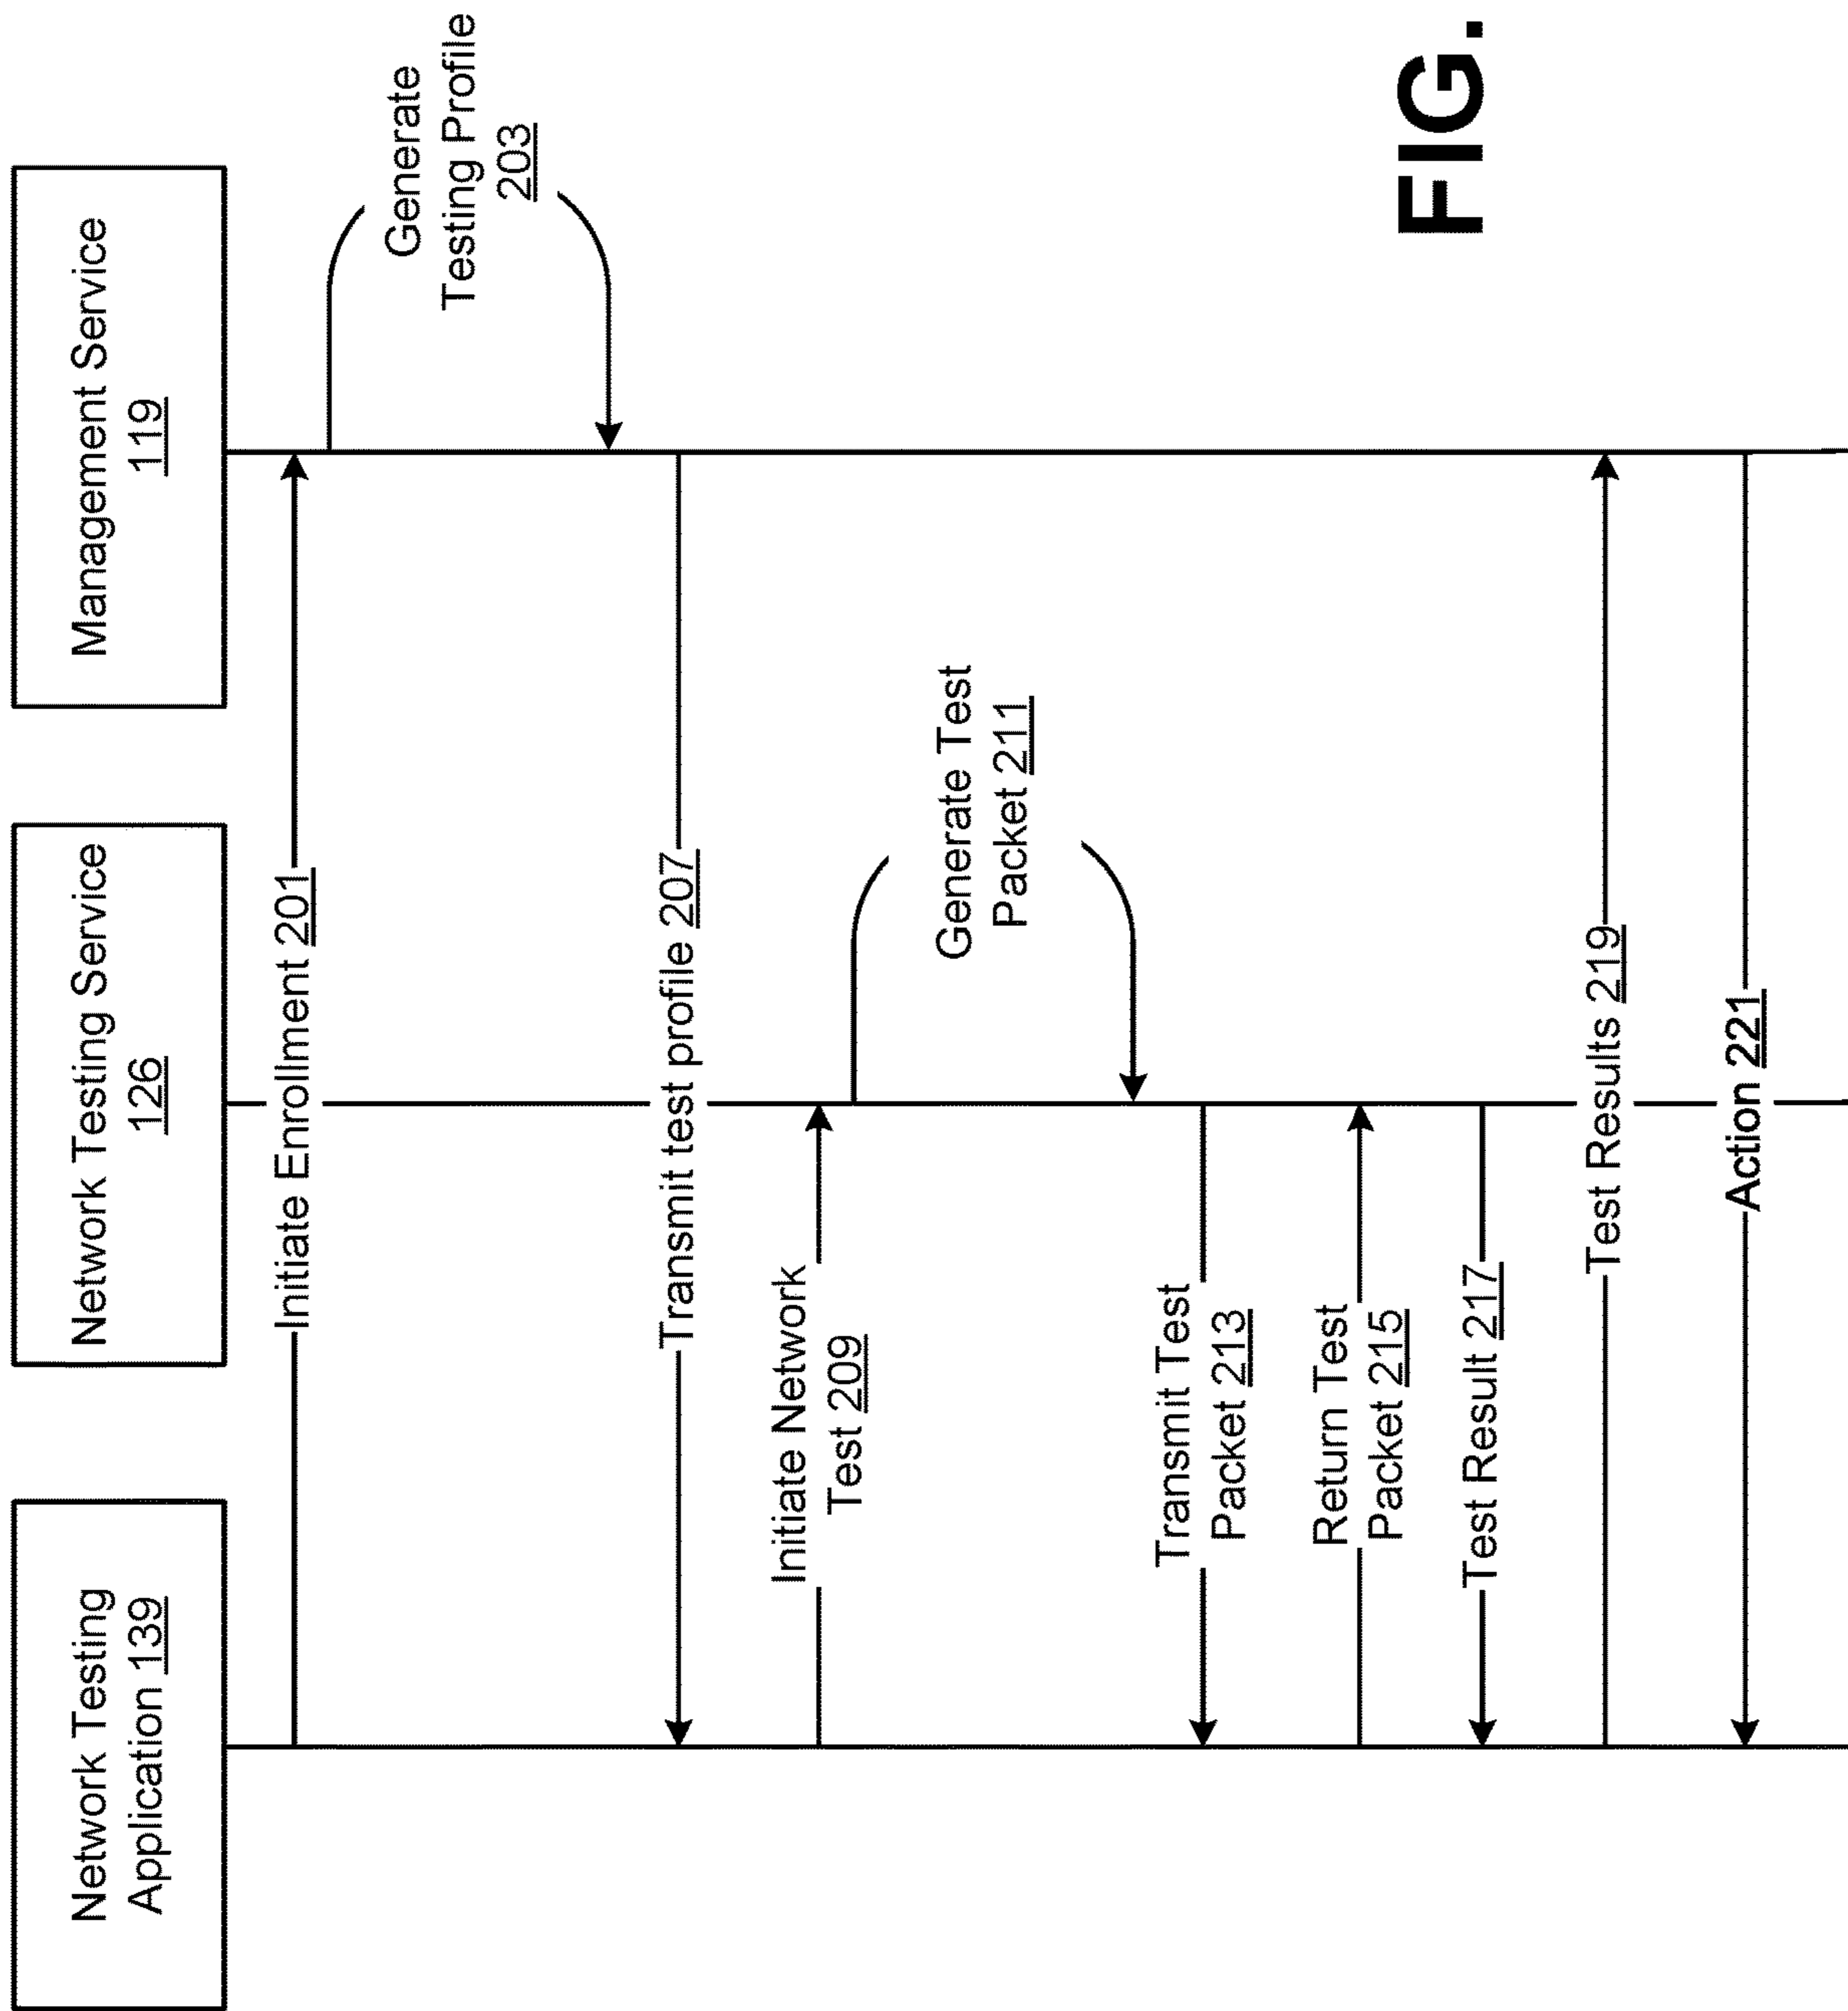 Network Testing
Application 139
Network Testing Service
126
Management Service
119
Initiate Enrollment 201
Generate
Testing Profile
203
Transmit test profile 207
Initiate Network
Test 209
Generate Test
Packet 211
Transmit Test
Packet 213
Return Test
Packet 215
Test Result 217
Test Results 219
Action 221
FIG.